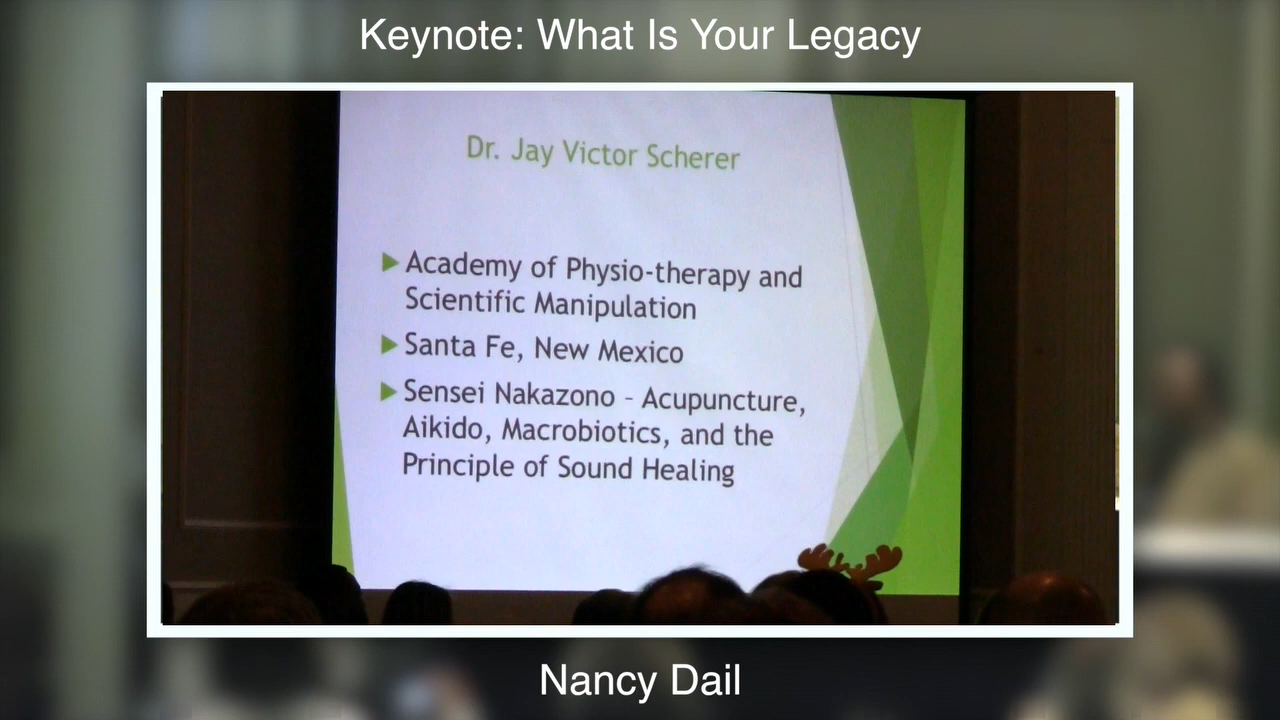 Keynote: What Is Your Legacy
Dr. Jay Victor Scherer
Academy of Physio-therapy and
Scientific Manipulation
Santa Fe, New Mexico
Sensei Nakazono – Acupuncture,
Aikido, Macrobiotics, and the
Principle of Sound Healing
Nancy Dail